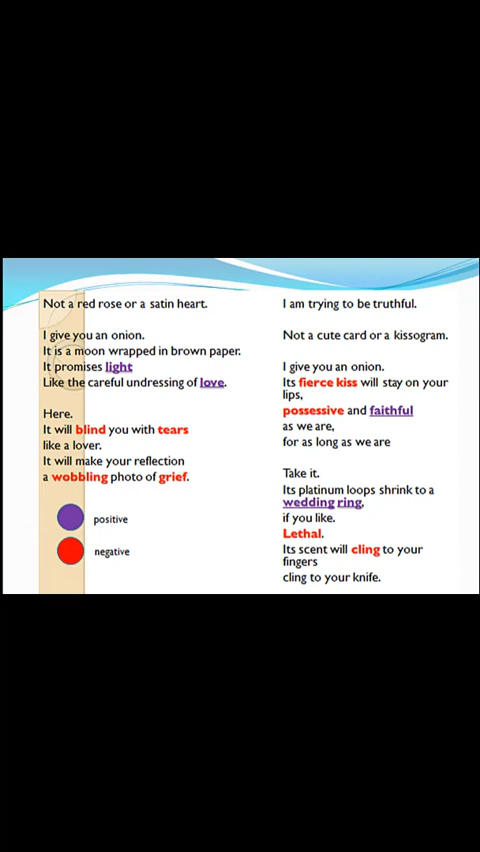 Not a red rose or a satin heart.
I give you an onion.
It is a moon wrapped in brown paper.
It promises light
Like the careful undressing of love.
Here.
It will blind you with tears
like a lover.
It will make your reflection
a wobbling photo of grief.
positive
negative
I am trying to be truthful.
Not a cute card or a kissogram.
I give you an onion.
Its fierce kiss will stay on your
lips,
possessive and faithful
as we are,
for as long as we are
Take it.
Its platinum loops shrink to a
wedding ring,
if you like.
Lethal.
Its scent will cling to your
fingers
cling to your knife.